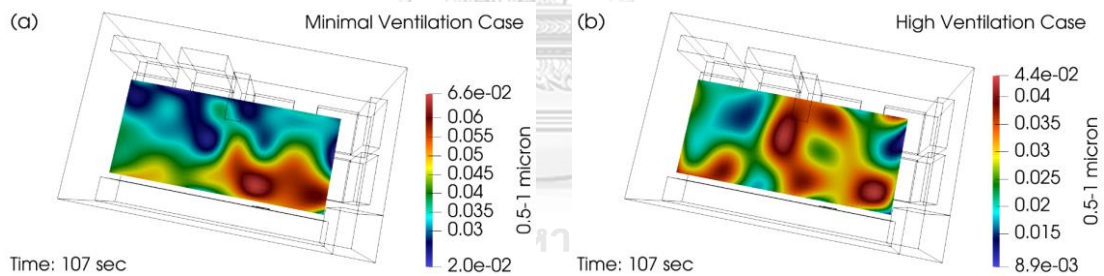 (a)
Minimal Ventilation Case
6.6e-02
0.06
0.055
0.05
0.045
0.04
0.035
0.03
2.0e-02
0.5-1 micron
Time: 107 sec
(b)
High Ventilation Case
4.4e-02
0.04
0.035
0.03
0.025
0.02
0.015
8.9e-03
0.5-1 micron
Time: 107 sec